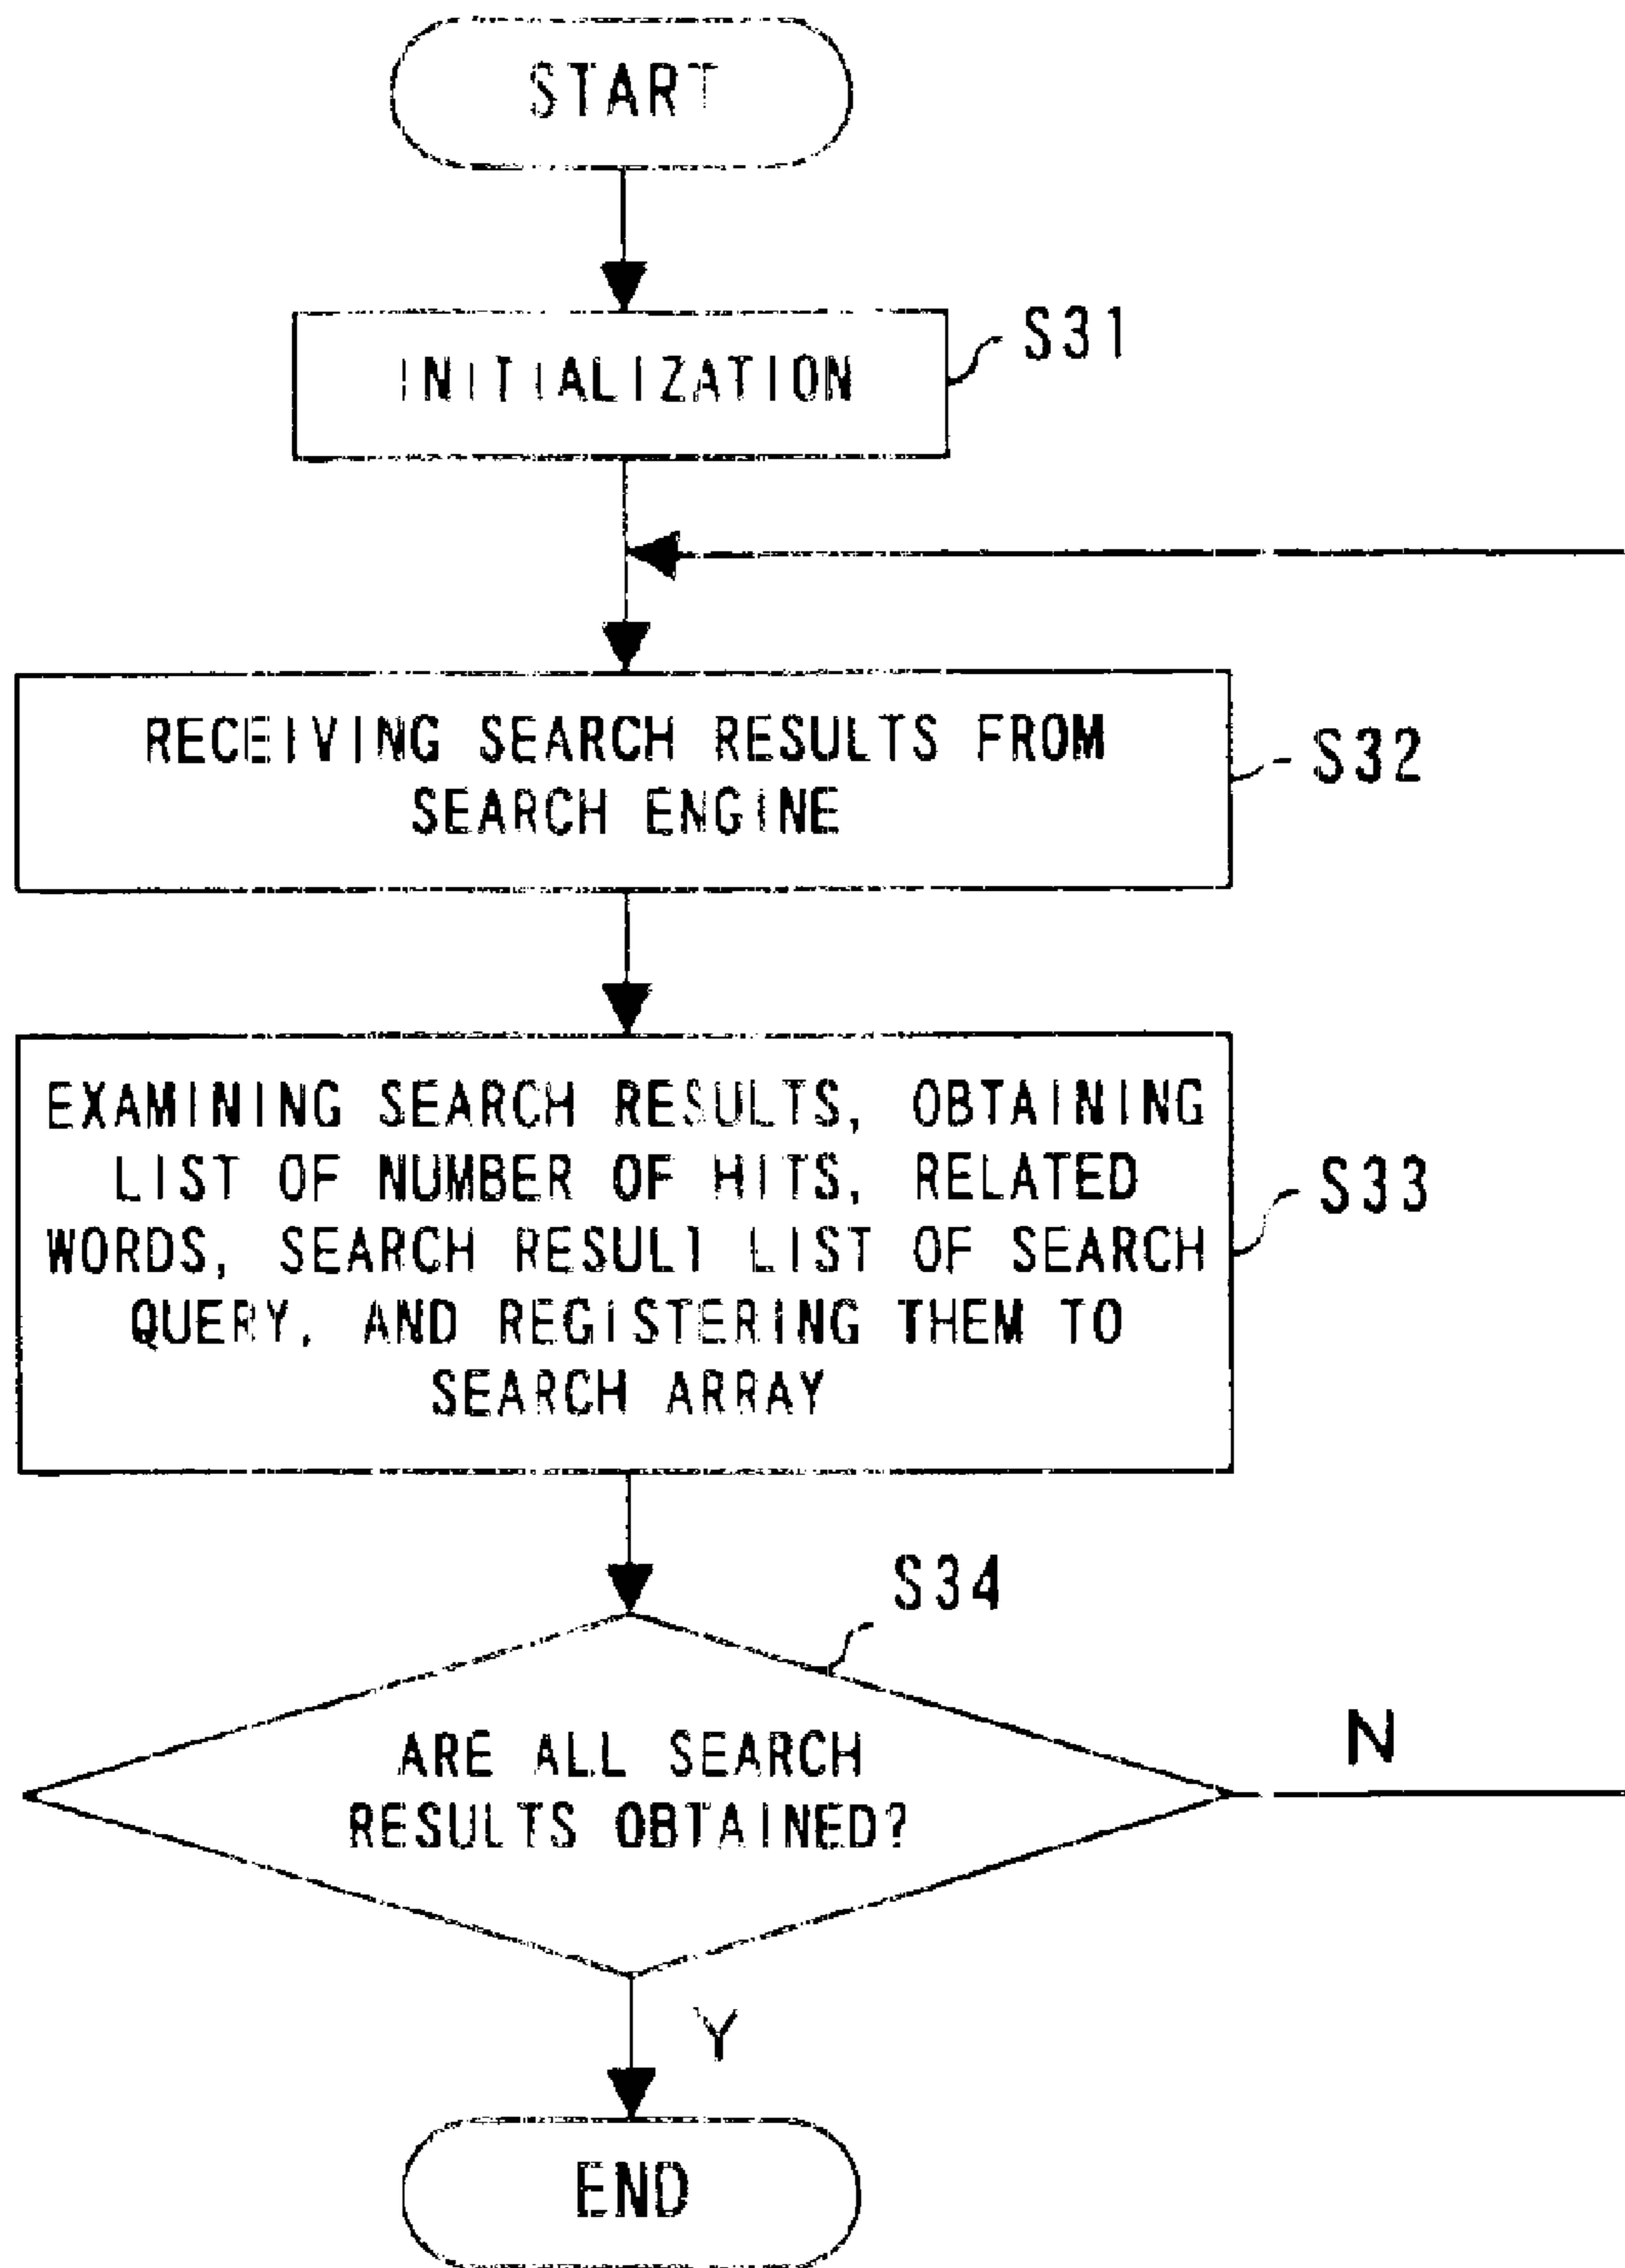 START
INITIALIZATION
S31
RECEIVING SEARCH RESULTS FROM
SEARCH ENGINE
S32
EXAMINING SEARCH RESULTS, OBTAINING
LIST OF NUMBER OF HITS, RELATED
WORDS, SEARCH RESULT LIST OF SEARCH
QUERY, AND REGISTERING THEM TO
SEARCH ARRAY
S33
S34
ARE ALL SEARCH
RESULTS OBTAINED?
N
Y
END